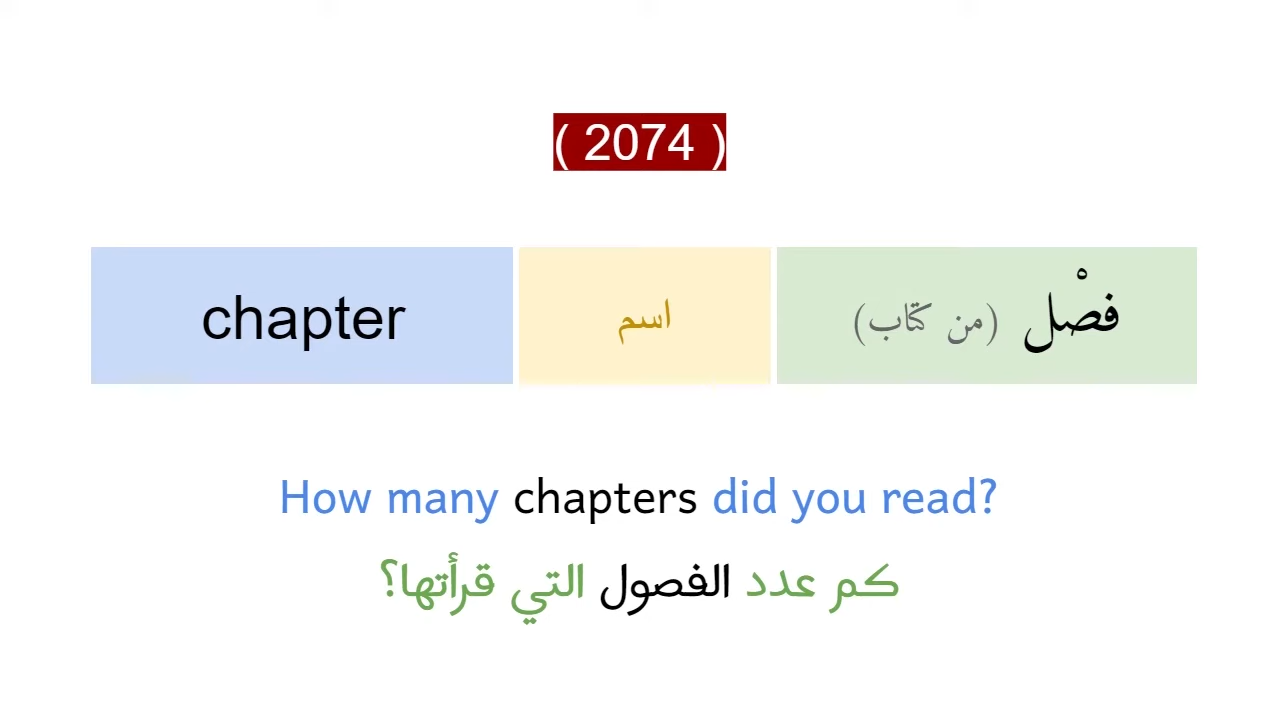 ( 2074 )
chapter اسم فصْل (من كتاب)
How many chapters did you read?
كم عدد الفصول التي قرأتها؟